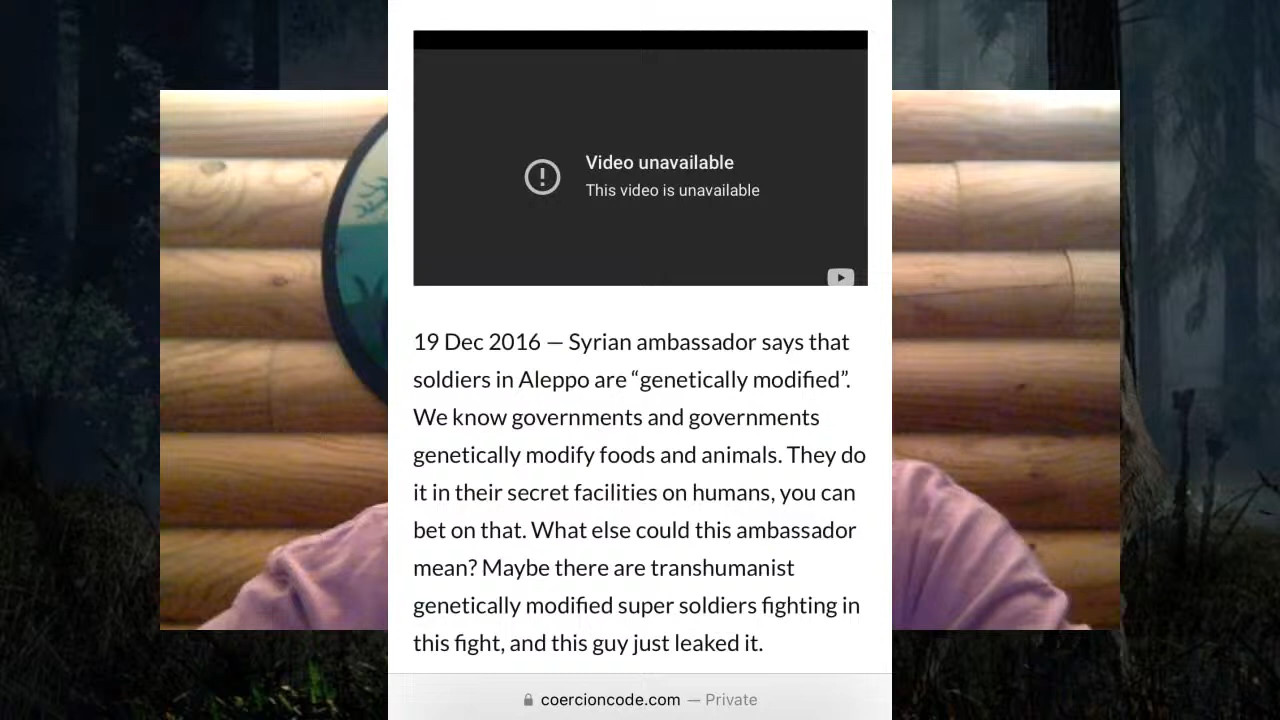 Video unavailable
This video is unavailable
19 Dec 2016 — Syrian ambassador says that
soldiers in Aleppo are “genetically modified”.
We know governments and governments
genetically modify foods and animals. They do
it in their secret facilities on humans, you can
bet on that. What else could this ambassador
mean? Maybe there are transhumanist
genetically modified super soldiers fighting in
this fight, and this guy just leaked it.
coercioncode.com — Private